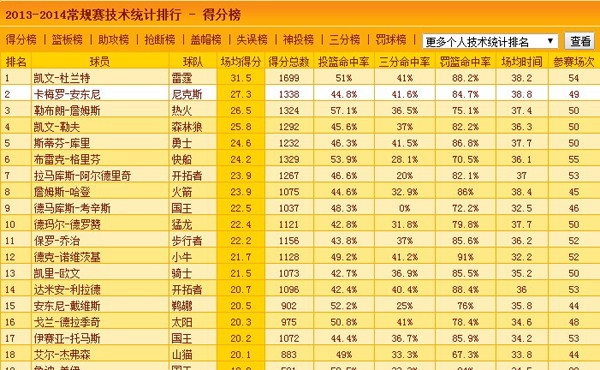 2013-2014常规赛技术统计排行 - 得分榜
得分榜 | 篮板榜 | 助攻榜 | 抢断榜 | 盖帽榜 | 失误榜 | 神投榜 | 三分榜 | 罚球榜 | 更多个人技术统计排名 查看
排名 球员 球队 场均得分 得分总数 投篮命中率 三分命中率 罚篮命中率 场均时间 参赛场次
1 凯文-杜兰特 雷霆 31.5 1699 51% 41% 88.2% 38.2 54
2 卡梅罗-安东尼 尼克斯 27.3 1338 44.8% 41.6% 84.7% 38.8 49
3 勒布朗-詹姆斯 热火 26.5 1324 57.1% 36.5% 75.1% 37.4 50
4 凯文-勒夫 森林狼 25.8 1292 45.6% 37% 82.2% 36.3 50
5 斯蒂芬-库里 勇士 24.6 1232 46.3% 41.5% 86.8% 37.7 50
6 布雷克-格里芬 快船 24.2 1329 53.9% 28.1% 70.5% 36.1 55
7 拉马库斯-阿尔德里奇 开拓者 23.9 1267 46.6% 20% 82.1% 37 53
8 詹姆斯-哈登 火箭 23.9 1075 44.6% 32.9% 86% 38.4 45
9 德马库斯-考辛斯 国王 22.5 1037 48.3% 0% 72.2% 32.5 46
10 德玛尔-德罗赞 猛龙 22.4 1121 42.8% 31.8% 79.8% 37.7 50
11 保罗-乔治 步行者 22.2 1156 43.8% 37% 85.6% 36.2 52
12 德克-诺维茨基 小牛 21.7 1128 49.2% 41.2% 91% 32.2 52
13 凯里-欧文 骑士 21.5 1073 42.7% 36.9% 85.5% 35.2 50
14 达米安-利拉德 开拓者 20.7 1096 42.4% 40.4% 88.4% 36 53
15 安东尼-戴维斯 鹈鹕 20.5 902 52.2% 25% 76% 35.8 44
16 戈兰-德拉季奇 太阳 20.3 975 50.8% 41% 78.4% 34.6 48
17 伊赛亚-托马斯 国王 20.2 1072 44.4% 36.7% 85.9% 34.2 53
18 艾尔-杰弗森 山猫 20.1 883 49% 33.3% 67.3% 33.8 44